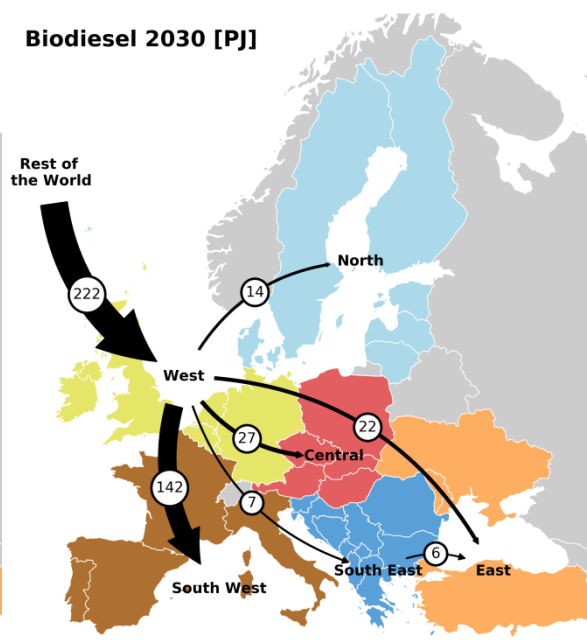 Biodiesel 2030 [PJ]
Rest of
the World
222
North
14
West
22
27
Central
142
7
6
South East
East
South West